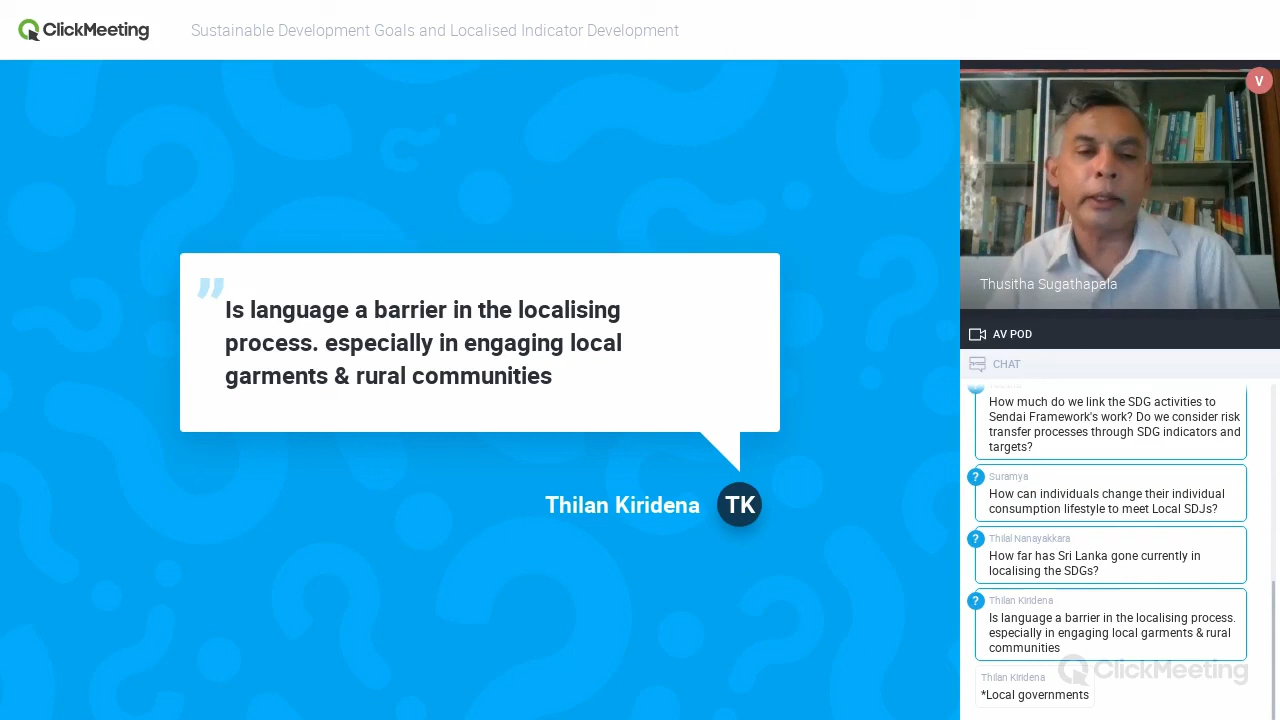 ClickMeeting
Sustainable Development Goals and Localised Indicator Development
V
Thusitha Sugathapala
AV POD
CHAT
”
Is language a barrier in the localising
process. especially in engaging local
garments & rural communities
Thilan Kiridena TK
How much do we link the SDG activities to
Sendai Framework's work? Do we consider risk
transfer processes through SDG indicators and
targets?
?
Suramya
How can individuals change their individual
consumption lifestyle to meet Local SDJs?
?
Thilal Nanayakkara
How far has Sri Lanka gone currently in
localising the SDGs?
?
Thilan Kiridena
Is language a barrier in the localising process.
especially in engaging local garments & rural
communities
ClickMeeting
Thilan Kiridena
*Local governments